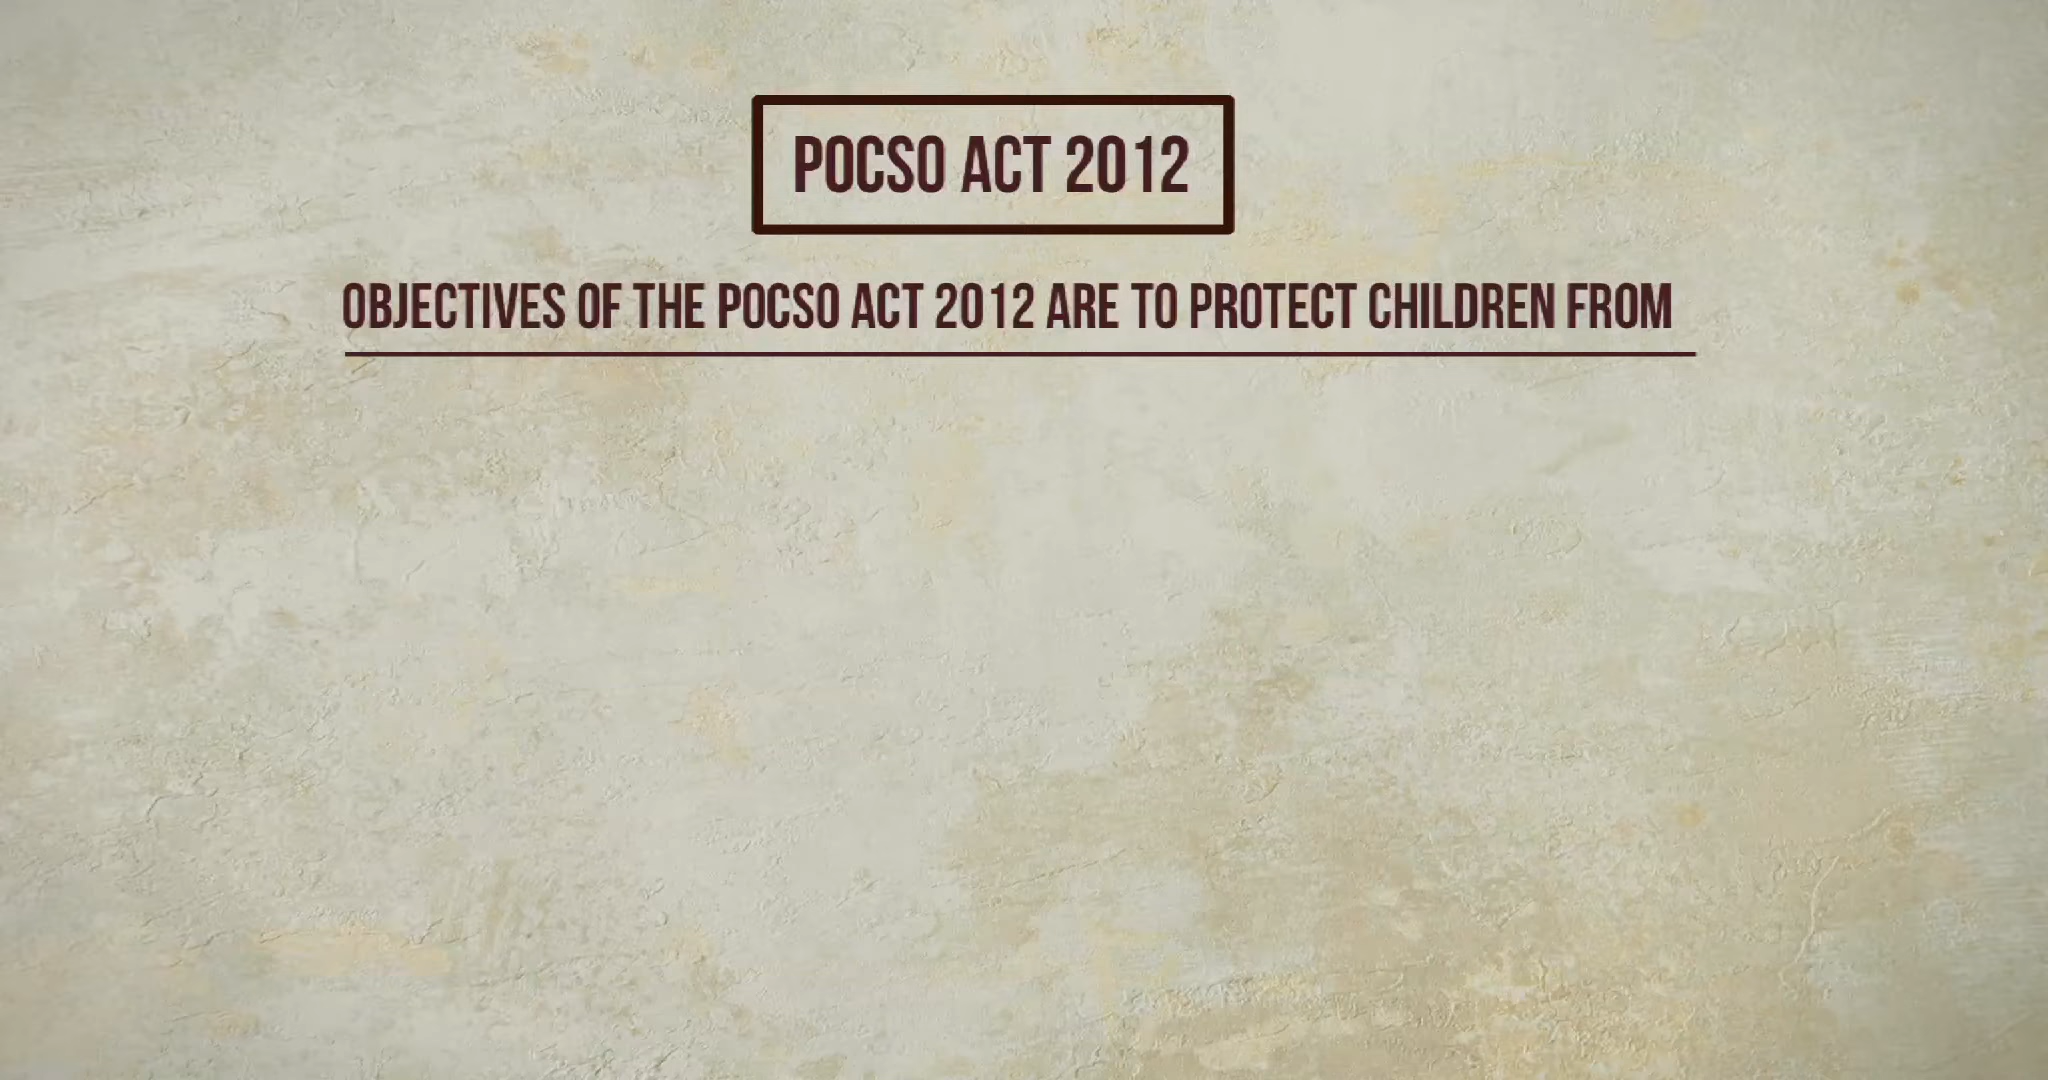 POCSO ACT 2012
OBJECTIVES OF THE POCSO ACT 2012 ARE TO PROTECT CHILDREN FROM